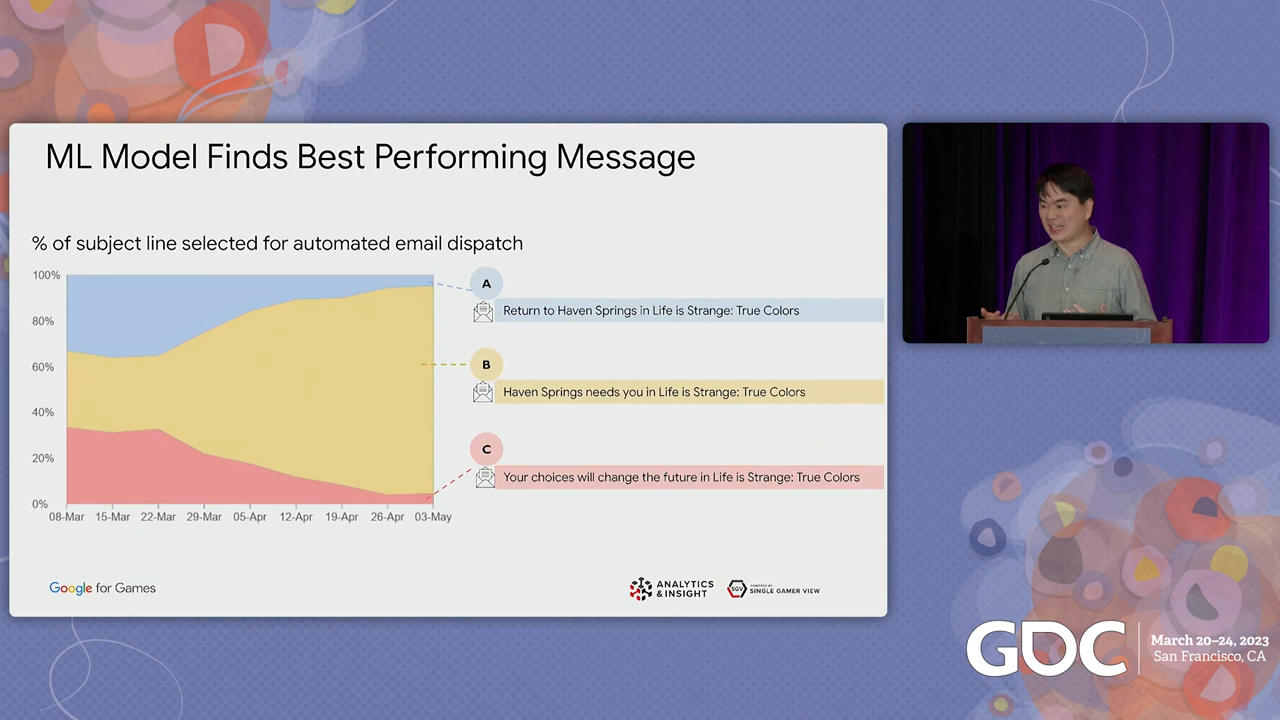 ML Model Finds Best Performing Message
% of subject line selected for automated email dispatch
100%
80%
60%
40%
20%
0%
08-Mar 15-Mar 22-Mar 29-Mar 05-Apr 12-Apr 19-Apr 26-Apr 03-May
A
Return to Haven Springs in Life is Strange: True Colors
B
Haven Springs needs you in Life is Strange: True Colors
C
Your choices will change the future in Life is Strange: True Colors
Google for Games
ANALYTICS
& INSIGHT
SGV
POWERED BY
SINGLE GAMER VIEW
GDC
March 20–24, 2023
San Francisco, CA